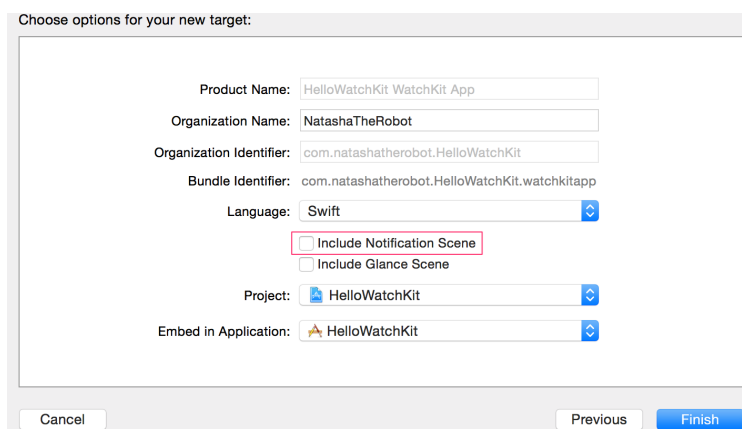 Choose options for your new target:
Product Name: HelloWatchKit WatchKit App
Organization Name: NatashaTheRobot
Organization Identifier: com.natashatherobot.HelloWatchKit
Bundle Identifier: com.natashatherobot.HelloWatchKit.watchkitapp
Language: Swift
Include Notification Scene
Include Glance Scene
Project: HelloWatchKit
Embed in Application: HelloWatchKit
Cancel Previous Finish